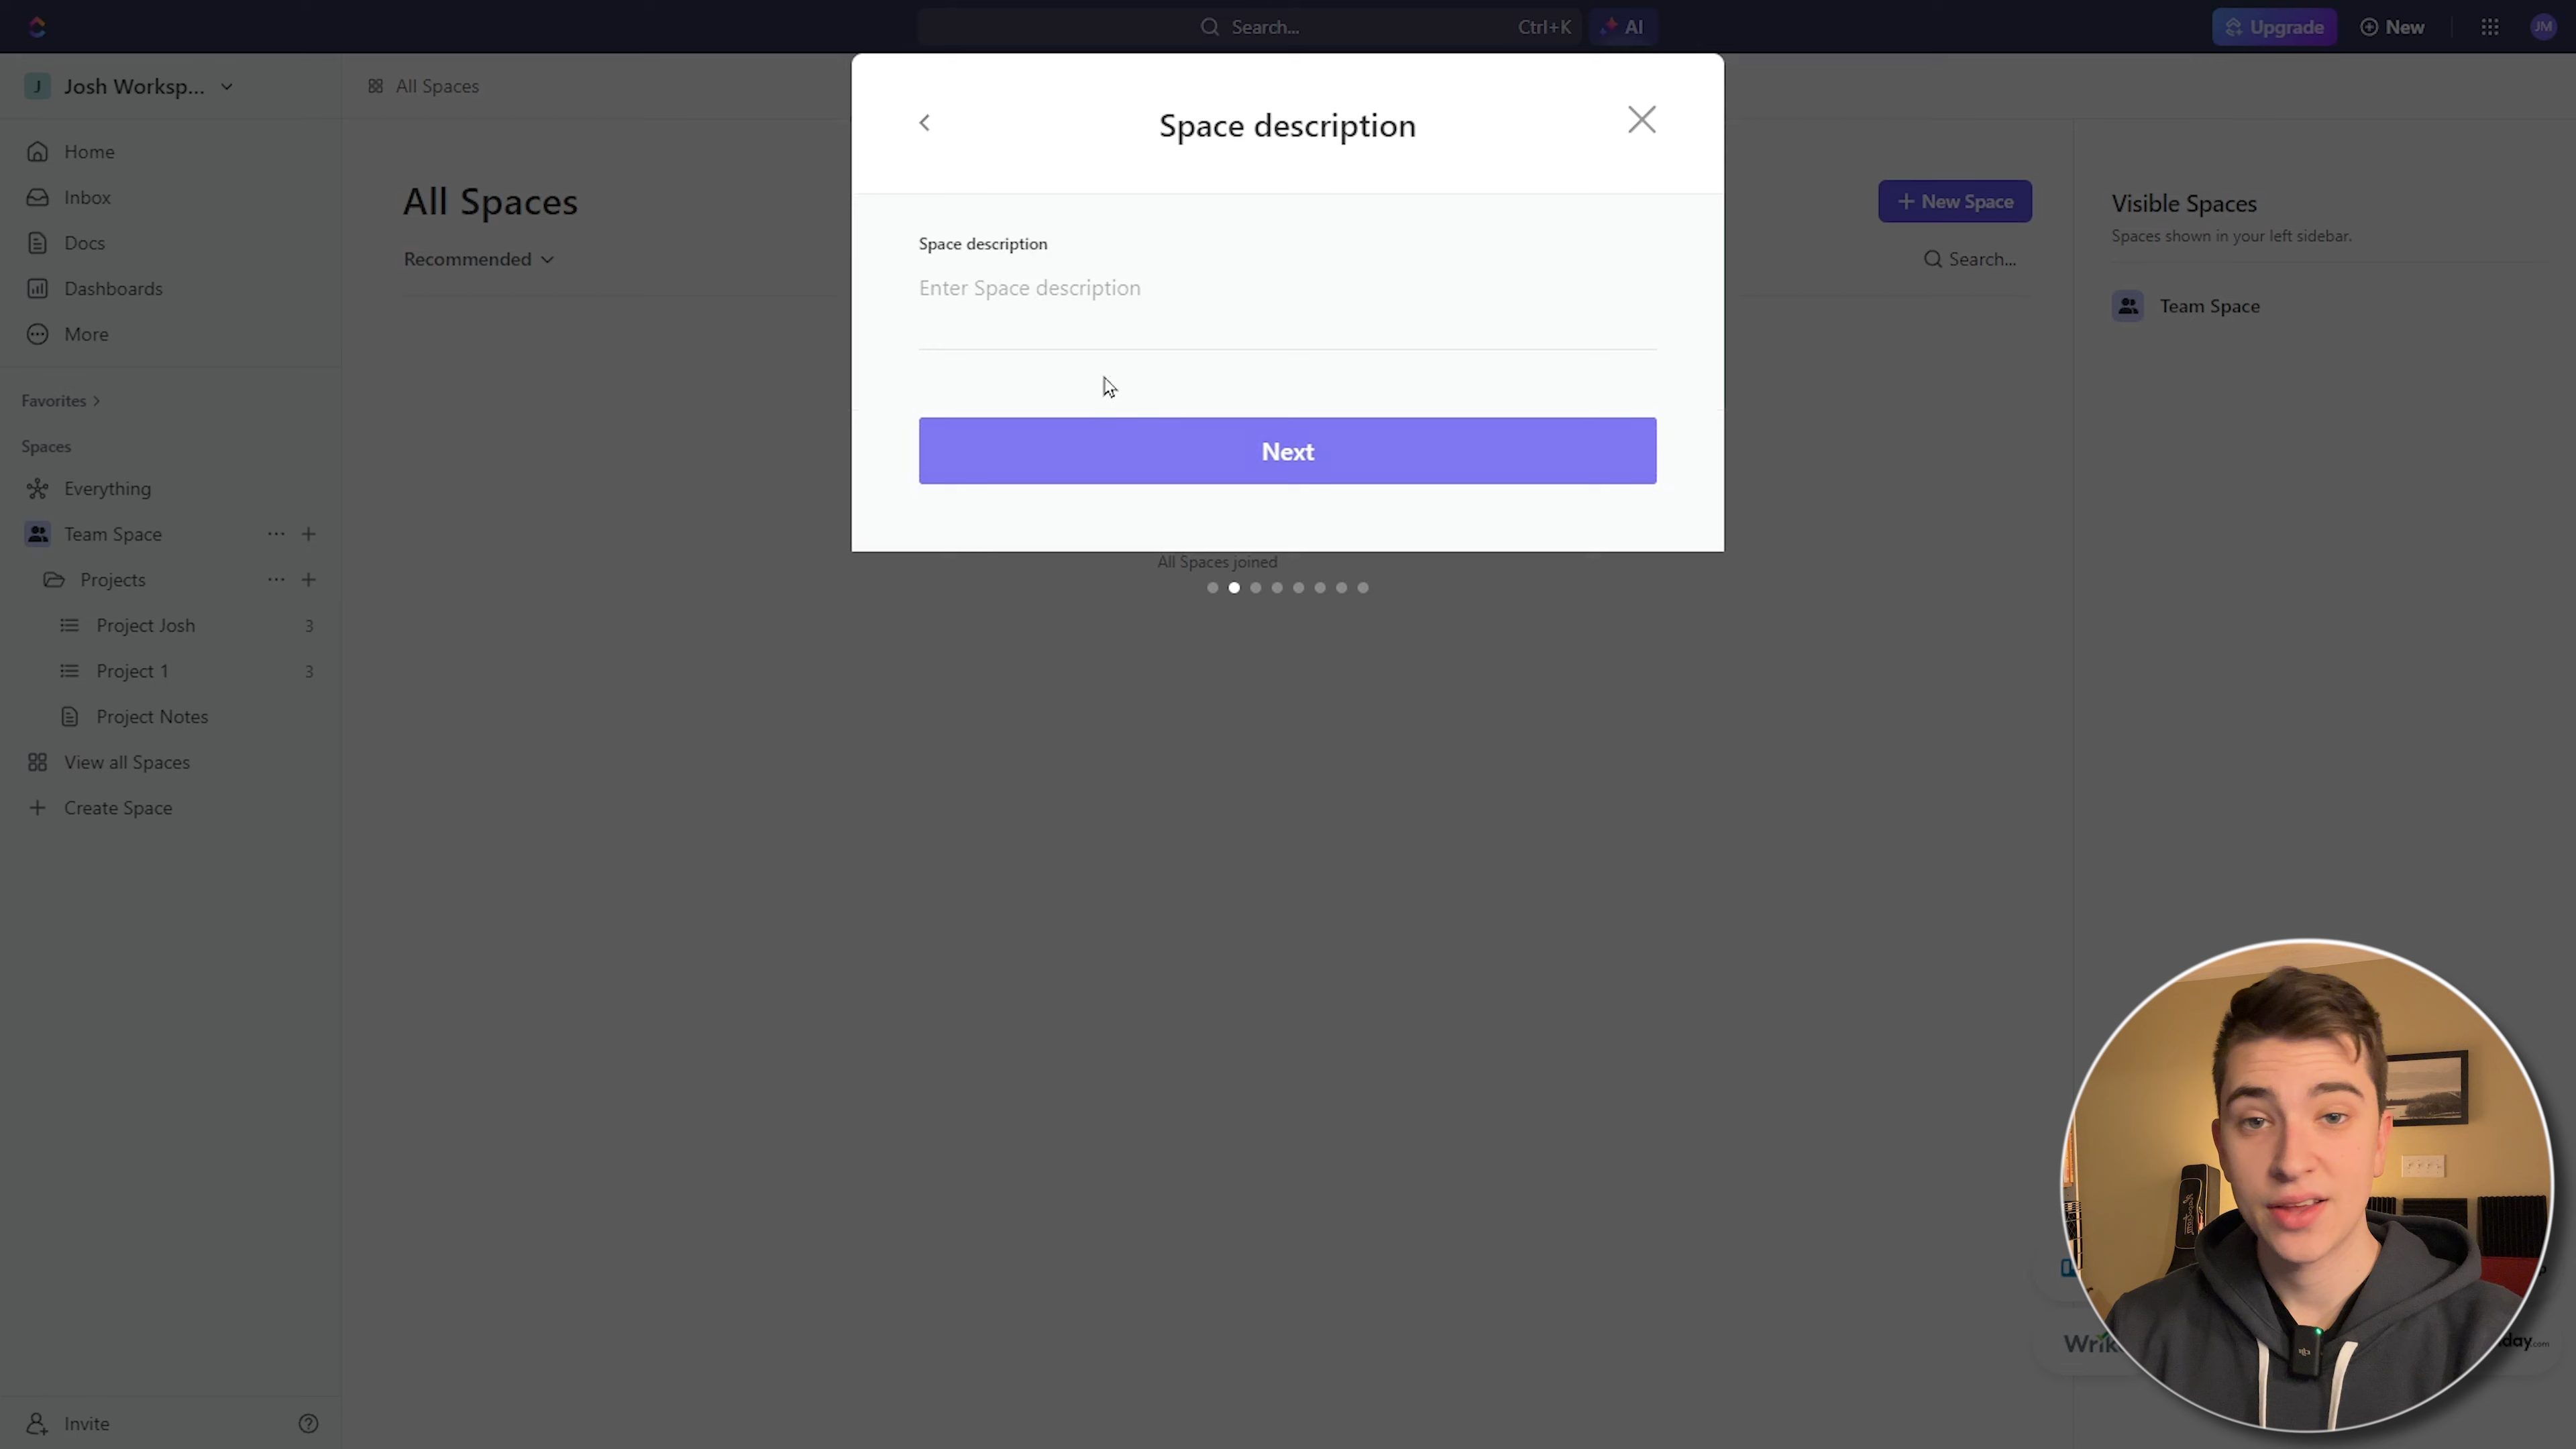 Search...
Ctrl+K
AI
Upgrade
New
JM
J
Josh Worksp...
All Spaces
Home
Inbox
Docs
Dashboards
More
Favorites
Spaces
Everything
Team Space
Projects
Project Josh
3
Project 1
3
Project Notes
View all Spaces
Create Space
Invite
All Spaces
Recommended
New Space
Search...
Space description
Space description
Enter Space description
Next
All Spaces joined
Visible Spaces
Spaces shown in your left sidebar.
Team Space
Wrik
day.com